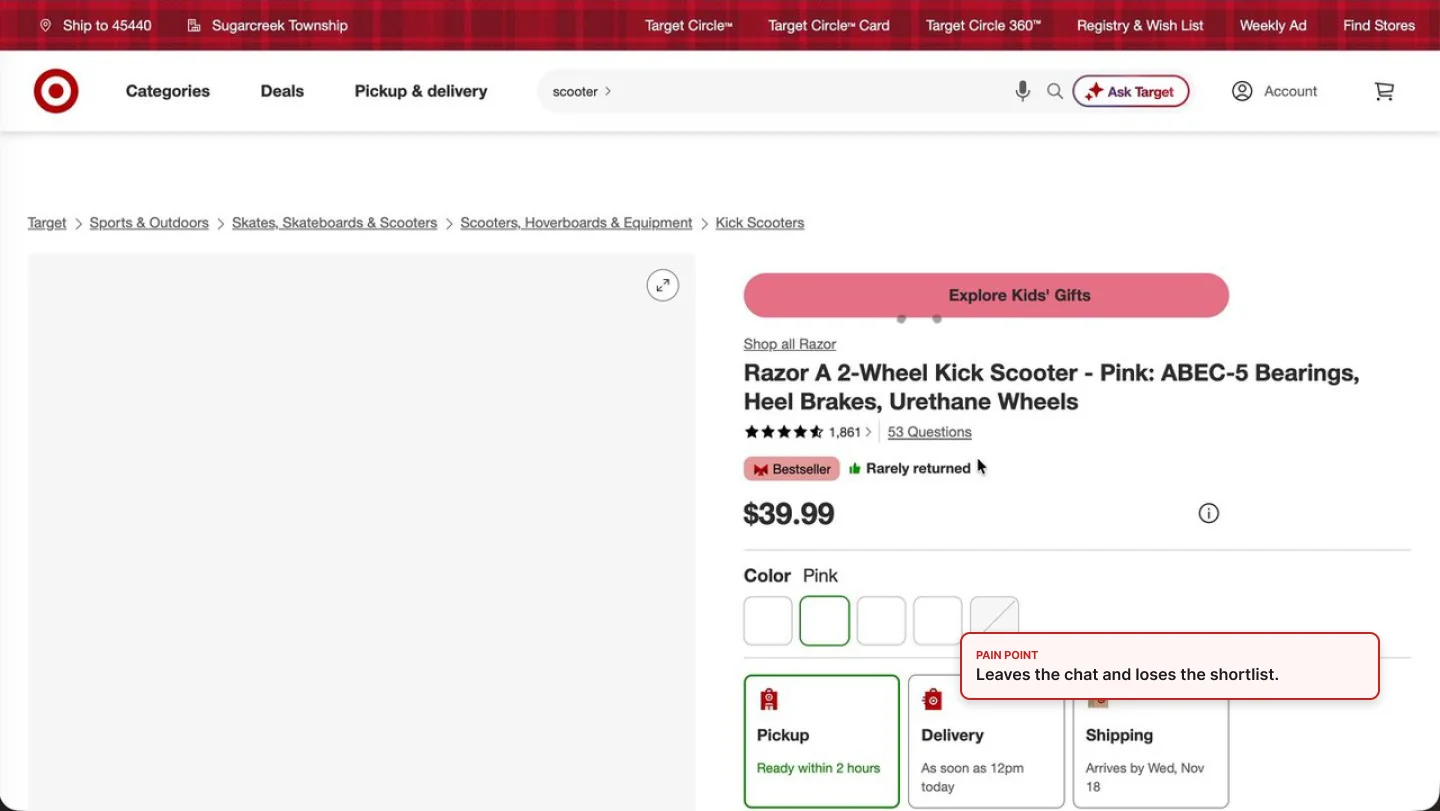 Ship to 45440
Sugarcreek Township
Target Circle™
Target Circle™ Card
Target Circle 360™
Registry & Wish List
Weekly Ad
Find Stores
Categories
Deals
Pickup & delivery
scooter
Ask Target
Account
Target > Sports & Outdoors > Skates, Skateboards & Scooters > Scooters, Hoverboards & Equipment > Kick Scooters
Explore Kids' Gifts
Shop all Razor
Razor A 2-Wheel Kick Scooter - Pink: ABEC-5 Bearings,
Heel Brakes, Urethane Wheels
1,861
53 Questions
Bestseller
Rarely returned
$39.99
Color Pink
PAIN POINT
Leaves the chat and loses the shortlist.
Pickup
Ready within 2 hours
Delivery
As soon as 12pm
today
Shipping
Arrives by Wed, Nov
18